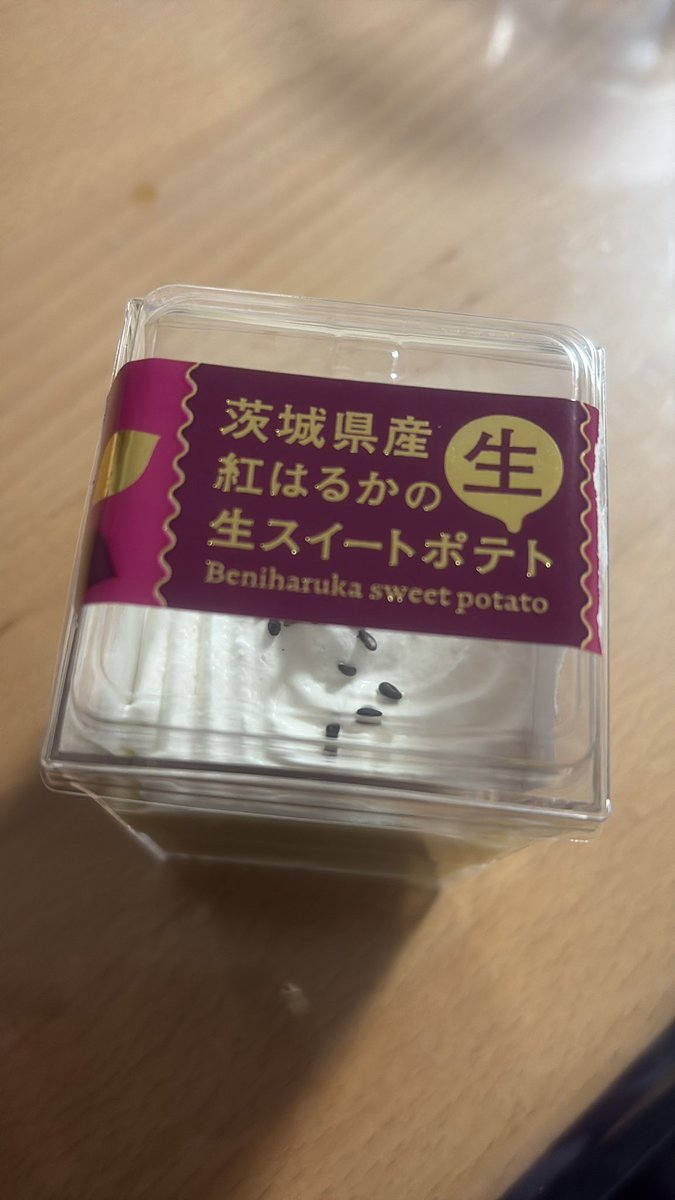 茨城県産
紅はるかの
生スイートポテト
Beniharuka sweet potato
生